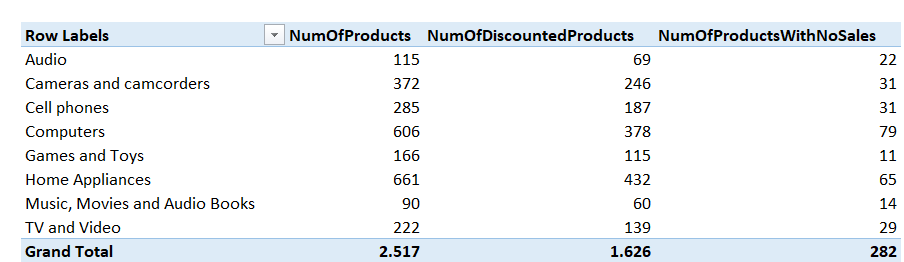 Row Labels NumOfProducts NumOfDiscountedProducts NumOfProductsWithNoSales
Audio 115 69 22
Cameras and camcorders 372 246 31
Cell phones 285 187 31
Computers 606 378 79
Games and Toys 166 115 11
Home Appliances 661 432 65
Music, Movies and Audio Books 90 60 14
TV and Video 222 139 29
Grand Total 2.517 1.626 282